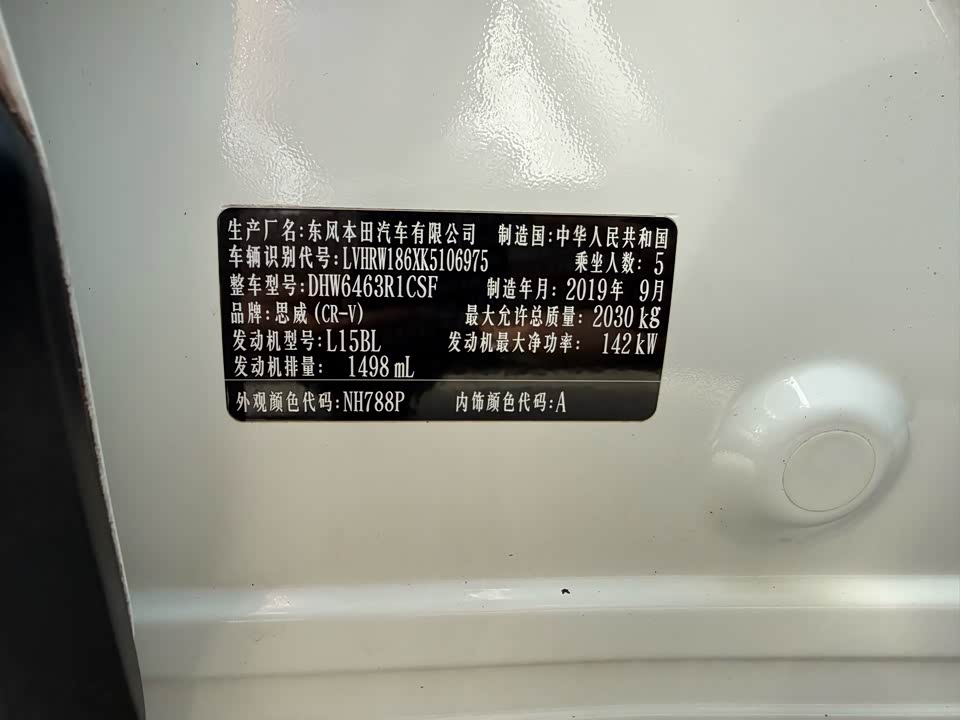 生产厂名:东风本田汽车有限公司 制造国:中华人民共和国
车辆识别代号:LVHRW186XK5106975 乘坐人数: 5
整车型号:DHW6463R1CSF 制造年月: 2019年 9月
品牌:思威(CR-V) 最大允许总质量: 2030 kg
发动机型号:L15BL 发动机最大净功率: 142 kW
发动机排量: 1498 mL
外观颜色代码:NH788P 内饰颜色代码:A